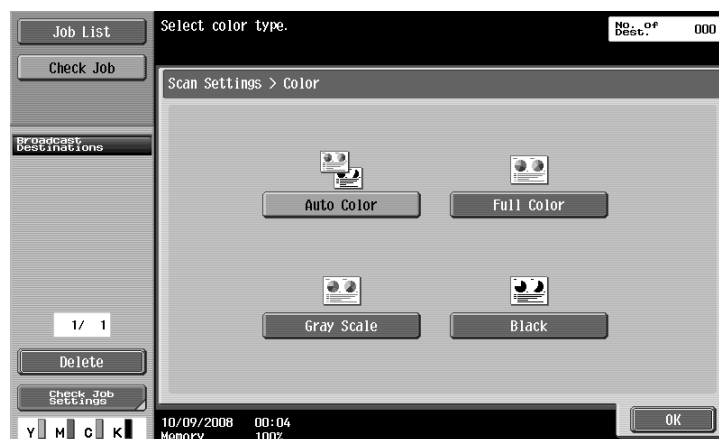 Job List
Select color type.
No. of
Dest.
000
Check Job
Scan Settings > Color
Broadcast
Destinations
Auto Color
Full Color
Gray Scale
Black
1/ 1
Delete
Check Job
Settings
Y M C K
10/09/2008 00:04
Memory 100%
OK